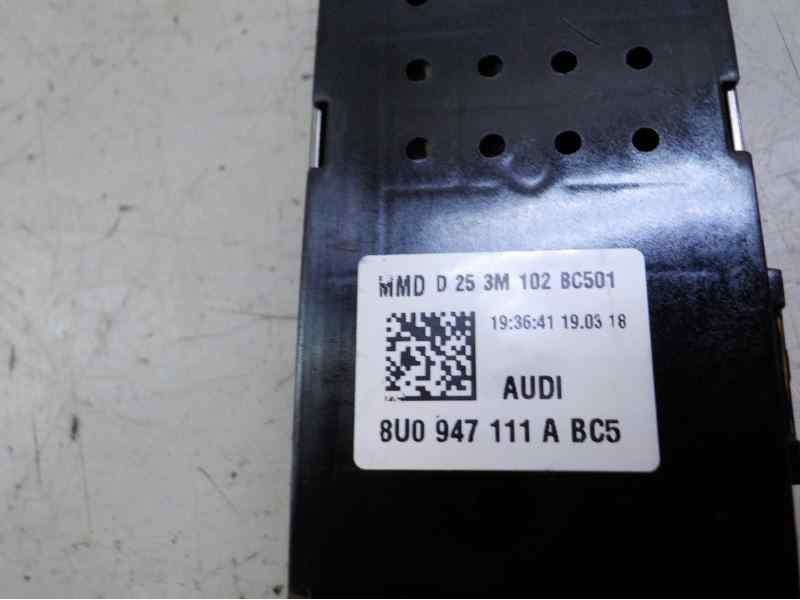 MMD D 25 3M 102 BC501
19:36:41 19.03 18
AUDI
8U0 947 111 A BC5